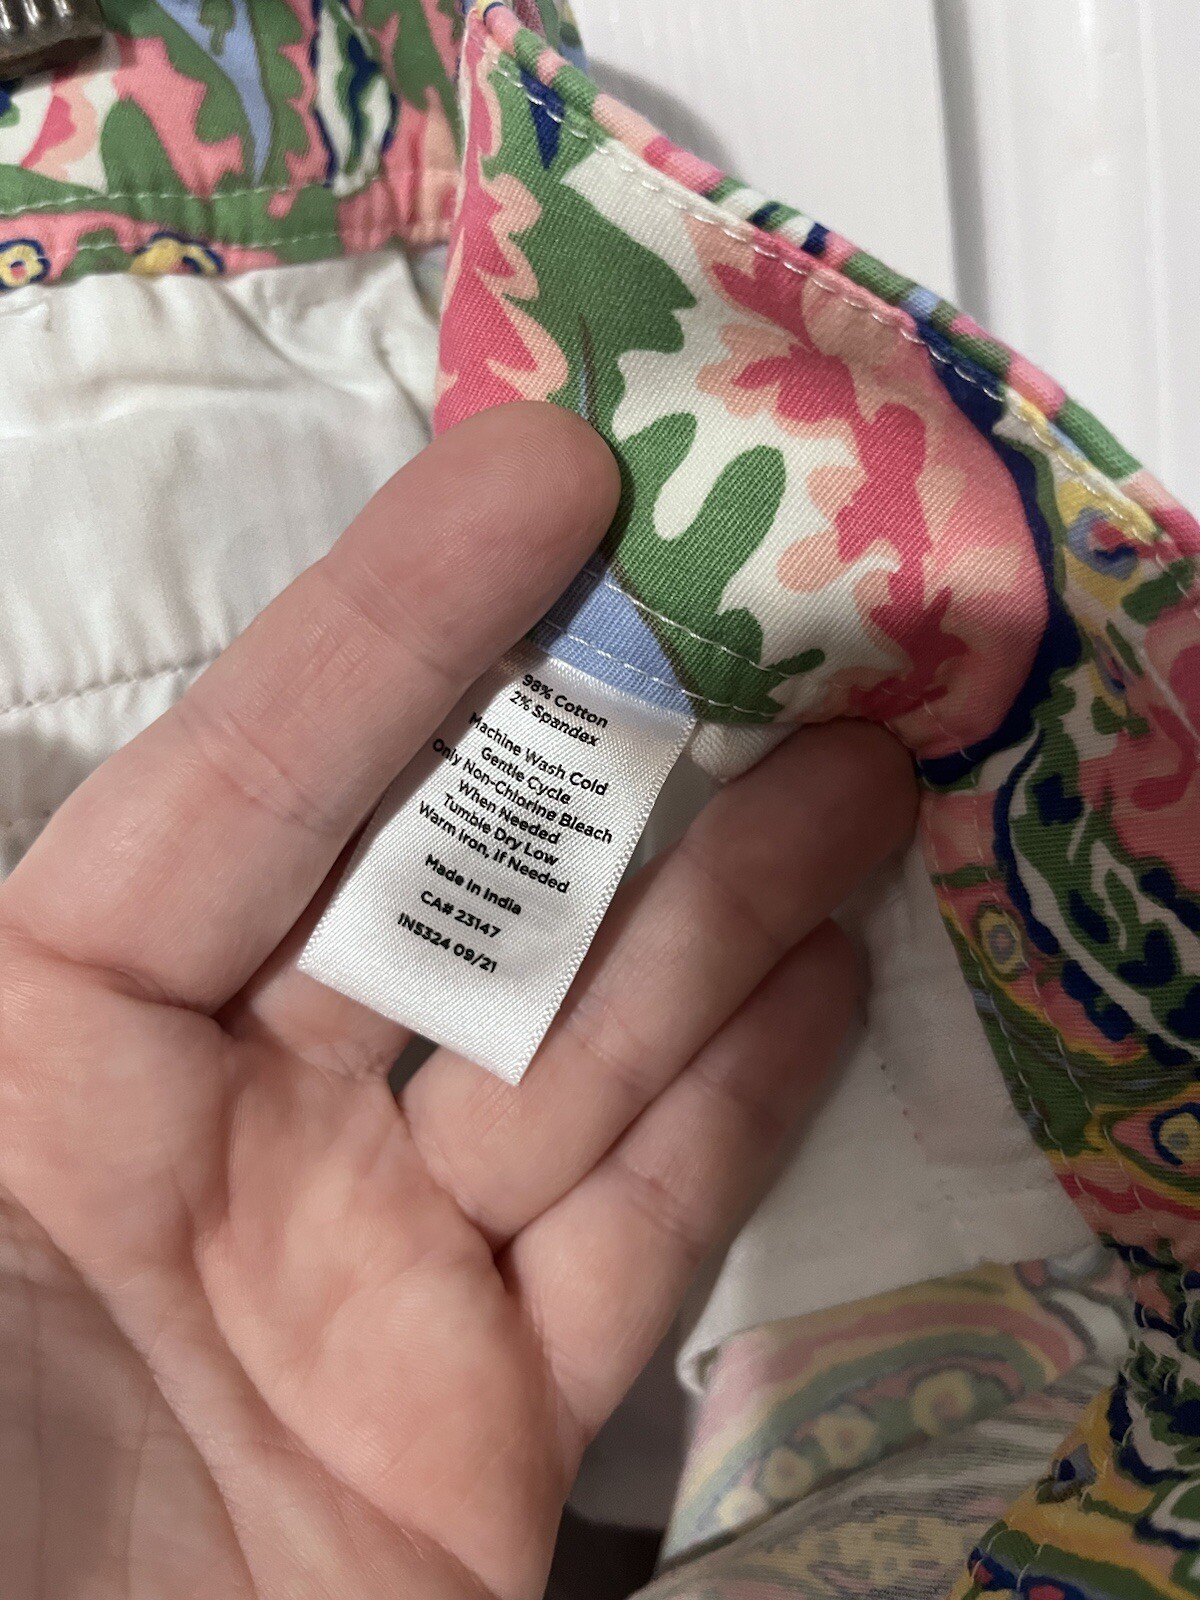 98% Cotton
2% Spandex
Machine Wash Cold
Gentle Cycle
Only Non-Chlorine Bleach
When Needed
Tumble Dry Low
Warm Iron, If Needed
Made In India
CA# 23147
IN5324 09/21